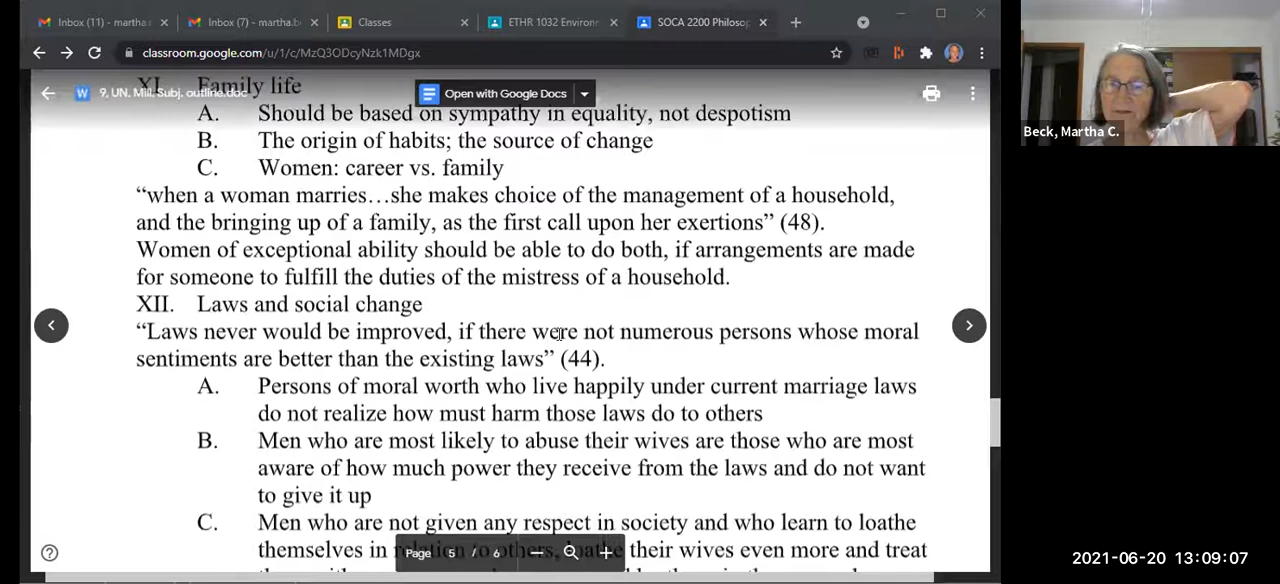 Inbox (11) - martha.
Inbox (7) - martha.b
Classes
ETHR 1032 Environ
SOCA 2200 Philosop
classroom.google.com/u/1/c/MzQ3ODcyNzk1MDgx
XI. Family life
9, UN. Mill. Subj. outline.doc
Open with Google Docs
A. Should be based on sympathy in equality, not despotism
B. The origin of habits; the source of change
C. Women: career vs. family
“when a woman marries…she makes choice of the management of a household,
and the bringing up of a family, as the first call upon her exertions” (48).
Women of exceptional ability should be able to do both, if arrangements are made
for someone to fulfill the duties of the mistress of a household.
XII. Laws and social change
“Laws never would be improved, if there were not numerous persons whose moral
sentiments are better than the existing laws” (44).
A. Persons of moral worth who live happily under current marriage laws
do not realize how must harm those laws do to others
B. Men who are most likely to abuse their wives are those who are most
aware of how much power they receive from the laws and do not want
to give it up
C. Men who are not given any respect in society and who learn to loathe
themselves in relation to others, loathe their wives even more and treat
Page 5 / 6
Beck, Martha C.
2021-06-20 13:09:07